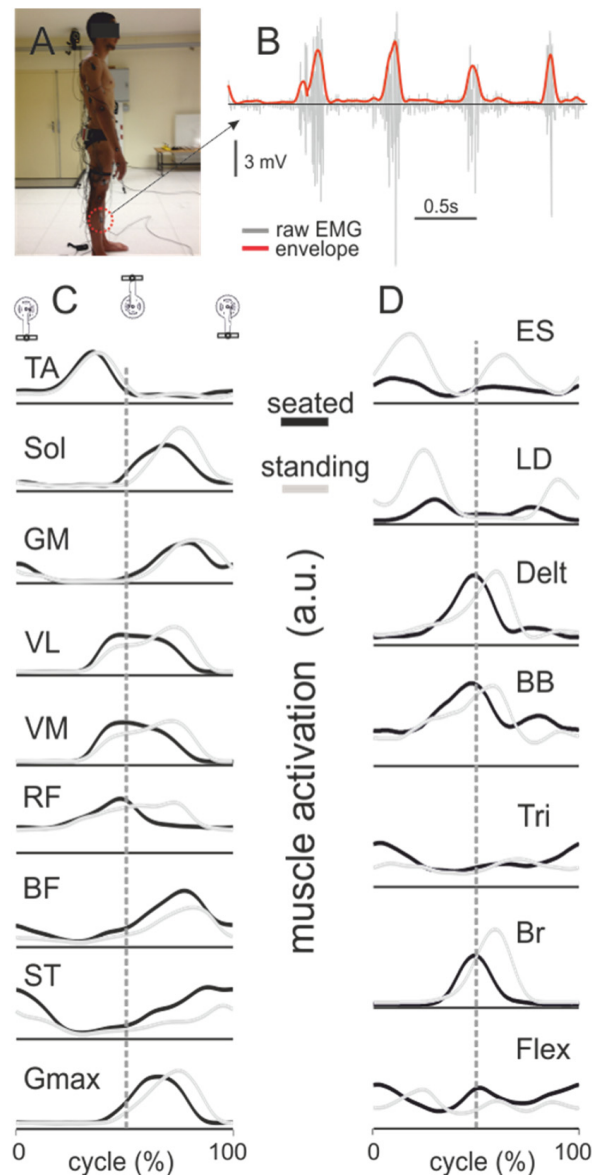 A
B
3 mV
0.5s
raw EMG
envelope
C
TA
Sol
GM
VL
VM
RF
BF
ST
Gmax
0
100
cycle (%)
seated
standing
muscle activation (a.u.)
D
ES
LD
Delt
BB
Tri
Br
Flex
0
100
cycle (%)